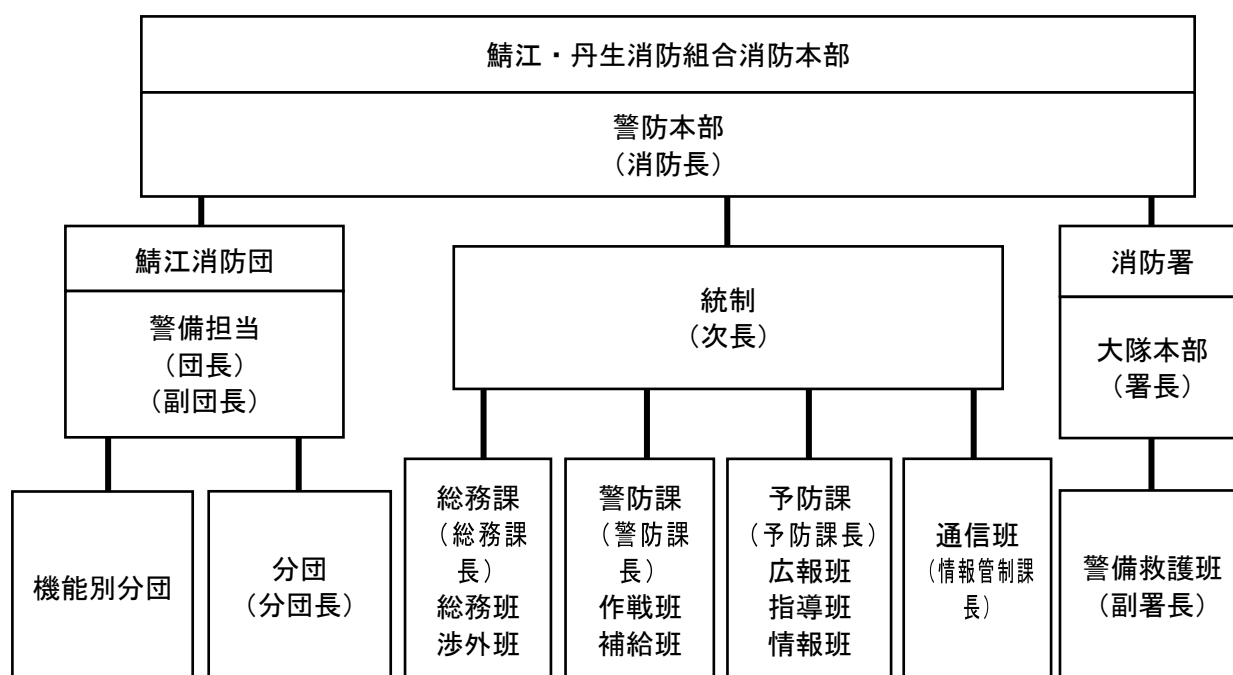 鯖江・丹生消防組合消防本部
警防本部
（消防長）
鯖江消防団
警備担当
（団長）
（副団長）
統制
（次長）
消防署
大隊本部
（署長）
機能別分団
分団
（分団長）
総務課
（総務課
長）
総務班
渉外班
警防課
（警防課
長）
作戦班
補給班
予防課
（予防課長）
広報班
指導班
情報班
通信班
（情報管制課
長）
警備救護班
（副署長）